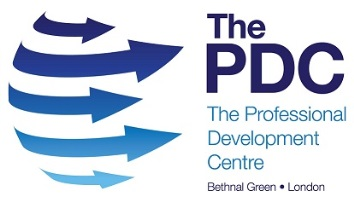 The
PDC
The Professional
Development
Centre
Bethnal Green • London